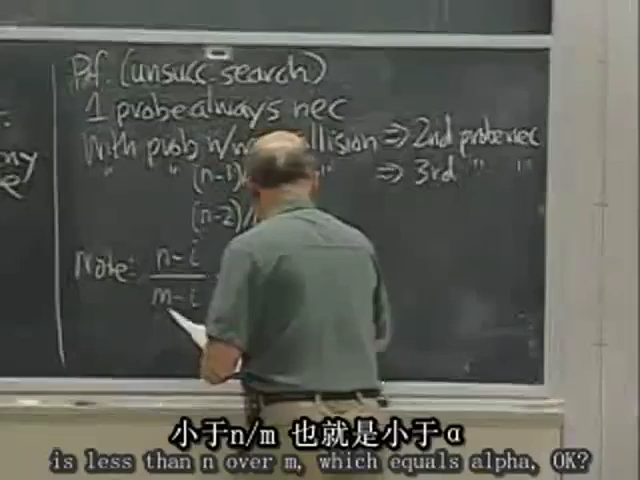 Pf. (unsucc. search)
1 probe always nec
With prob n/m collision ⇒ 2nd probe nec
" " (n-1) " ⇒ 3rd " "
(n-2)/
Note: n-i
m-i
小于n/m 也就是小于α
is less than n over m, which equals alpha, OK?